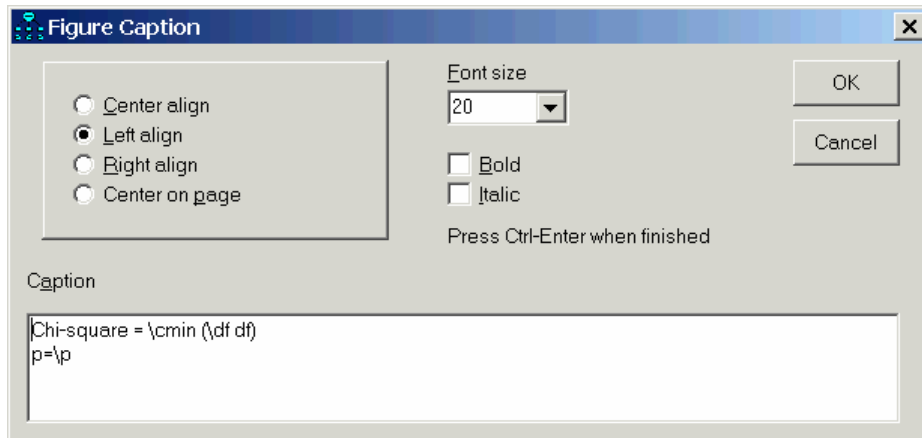 Figure Caption
Center align
Left align
Right align
Center on page
Font size
20
Bold
Italic
Press Ctrl-Enter when finished
OK
Cancel
Caption
Chi-square = \cmin (\df df)
p=\p